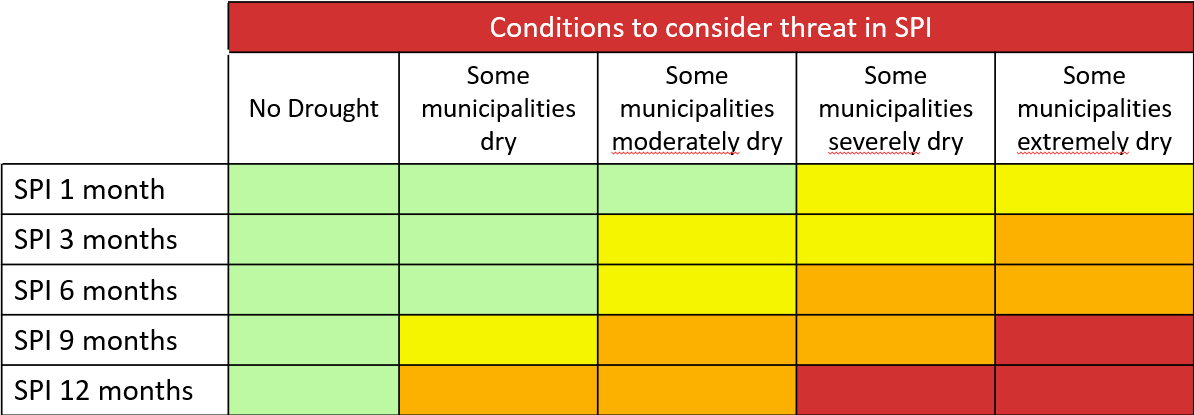 Conditions to consider threat in SPI
No Drought
Some
municipalities
dry
Some
municipalities
moderately dry
Some
municipalities
severely dry
Some
municipalities
extremely dry
SPI 1 month
SPI 3 months
SPI 6 months
SPI 9 months
SPI 12 months